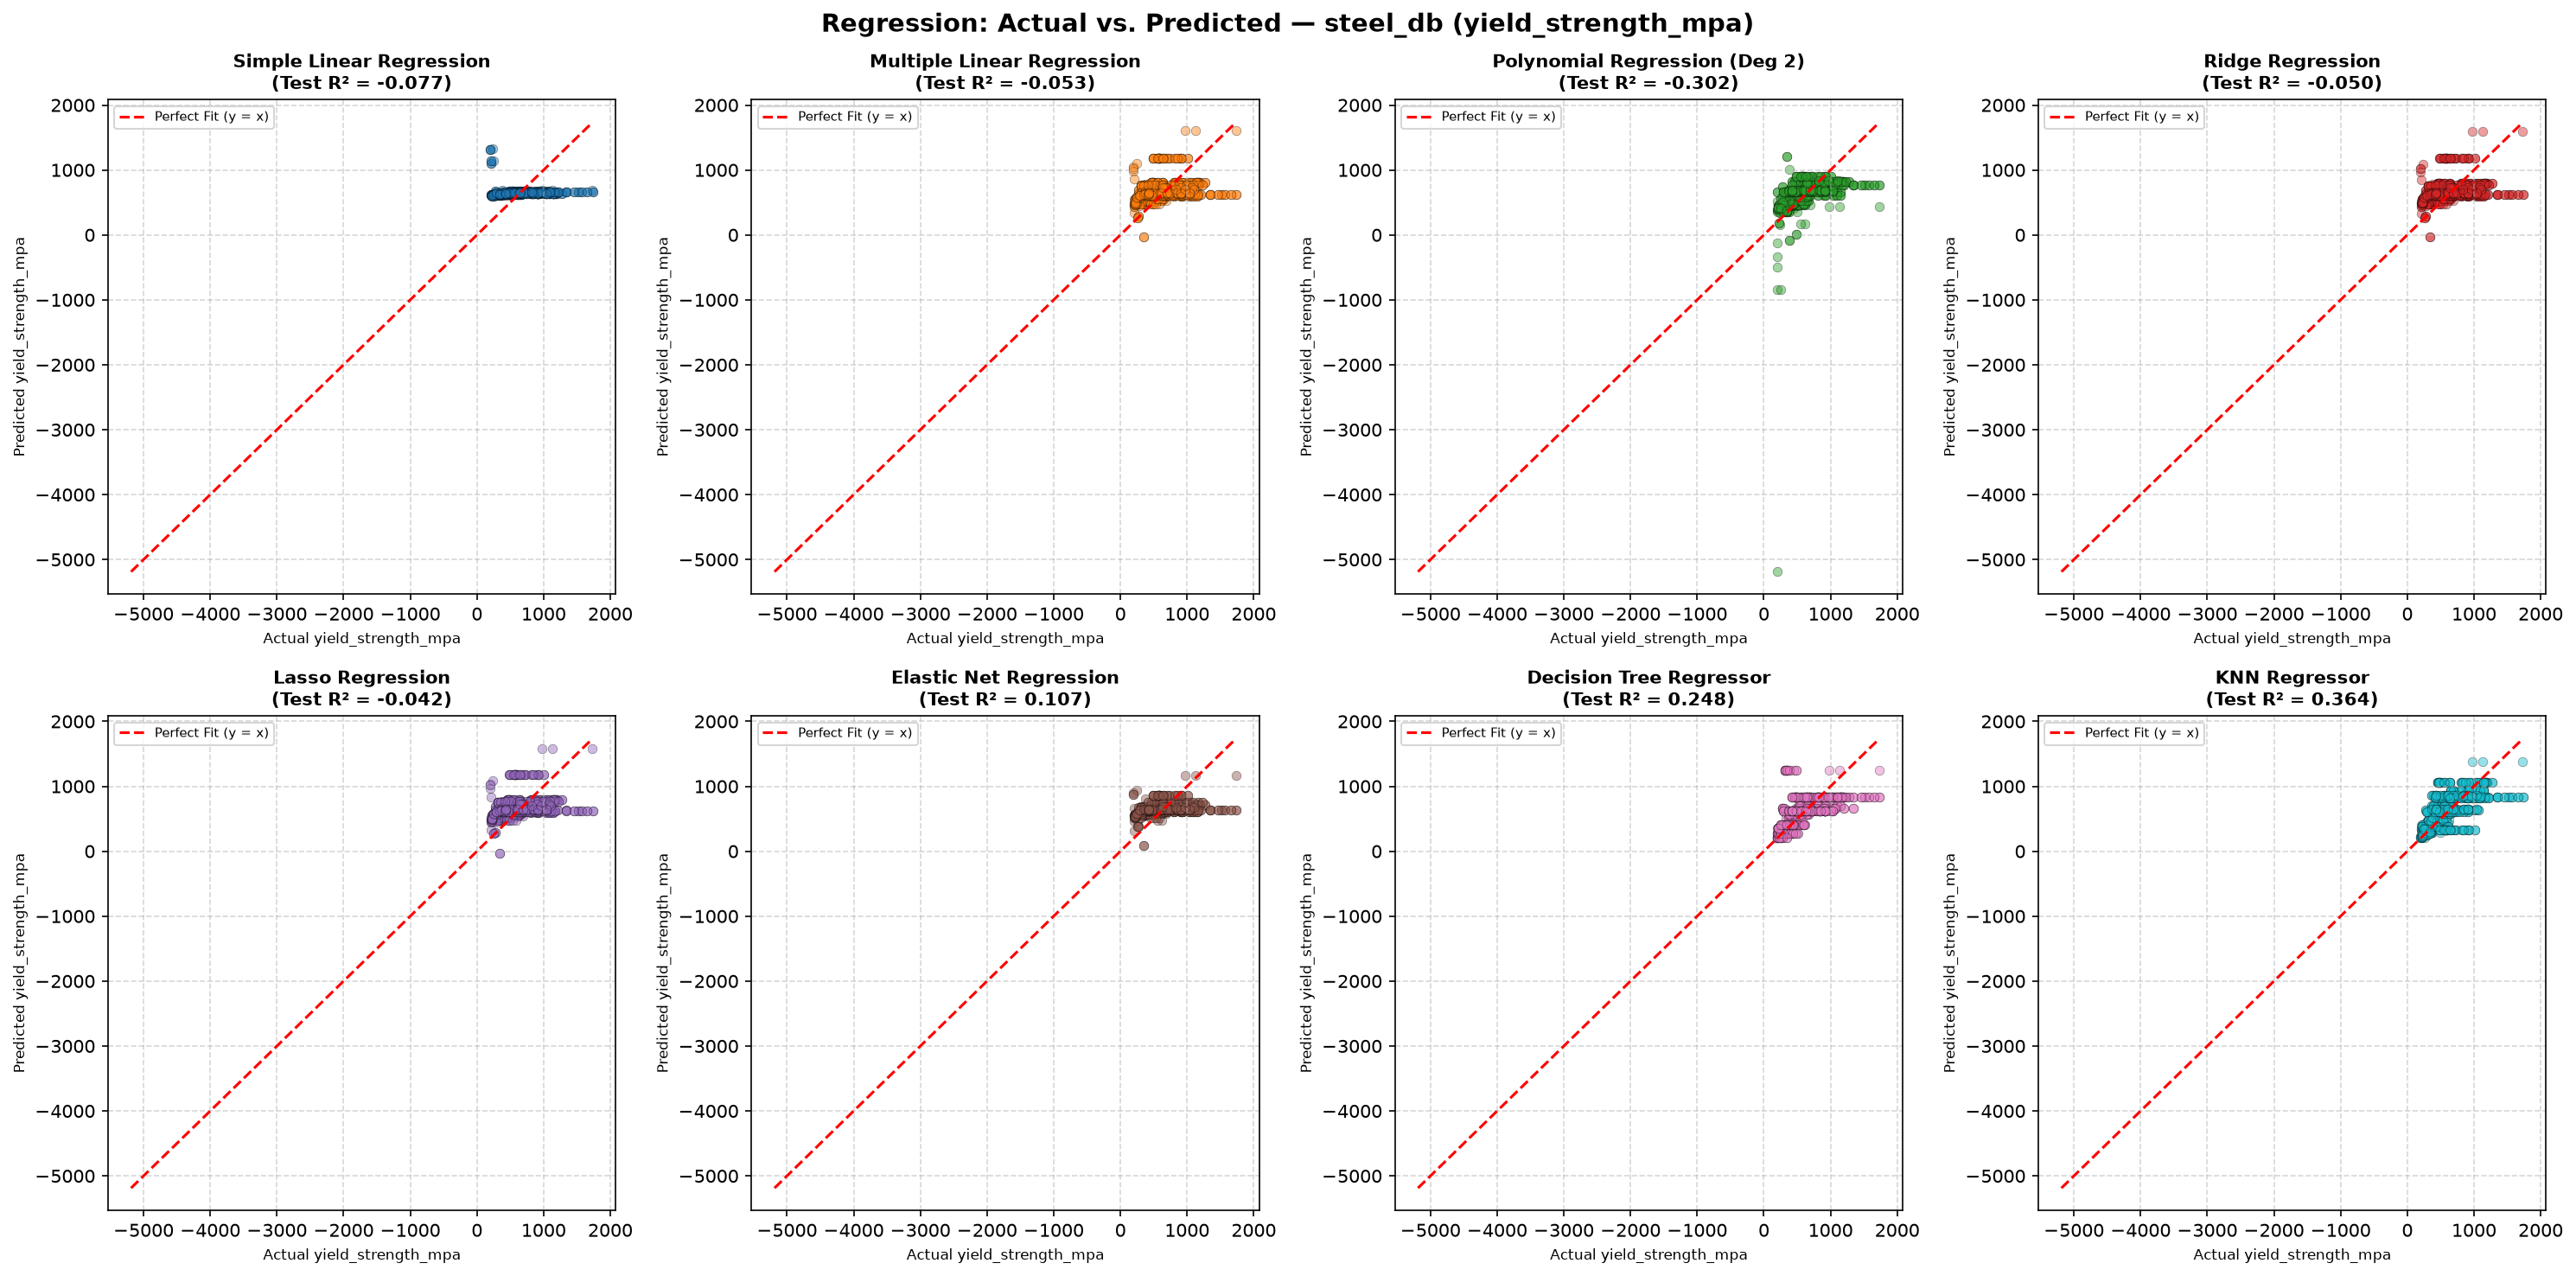 Regression: Actual vs. Predicted — steel_db (yield_strength_mpa)
Simple Linear Regression
(Test R² = -0.077)
Perfect Fit (y = x)
2000
1000
0
−1000
−2000
−3000
−4000
−5000
Predicted yield_strength_mpa
−5000 −4000 −3000 −2000 −1000 0 1000 2000
Actual yield_strength_mpa
Multiple Linear Regression
(Test R² = -0.053)
Perfect Fit (y = x)
2000
1000
0
−1000
−2000
−3000
−4000
−5000
Predicted yield_strength_mpa
−5000 −4000 −3000 −2000 −1000 0 1000 2000
Actual yield_strength_mpa
Polynomial Regression (Deg 2)
(Test R² = -0.302)
Perfect Fit (y = x)
2000
1000
0
−1000
−2000
−3000
−4000
−5000
Predicted yield_strength_mpa
−5000 −4000 −3000 −2000 −1000 0 1000 2000
Actual yield_strength_mpa
Ridge Regression
(Test R² = -0.050)
Perfect Fit (y = x)
2000
1000
0
−1000
−2000
−3000
−4000
−5000
Predicted yield_strength_mpa
−5000 −4000 −3000 −2000 −1000 0 1000 2000
Actual yield_strength_mpa
Lasso Regression
(Test R² = -0.042)
Perfect Fit (y = x)
2000
1000
0
−1000
−2000
−3000
−4000
−5000
Predicted yield_strength_mpa
−5000 −4000 −3000 −2000 −1000 0 1000 2000
Actual yield_strength_mpa
Elastic Net Regression
(Test R² = 0.107)
Perfect Fit (y = x)
2000
1000
0
−1000
−2000
−3000
−4000
−5000
Predicted yield_strength_mpa
−5000 −4000 −3000 −2000 −1000 0 1000 2000
Actual yield_strength_mpa
Decision Tree Regressor
(Test R² = 0.248)
Perfect Fit (y = x)
2000
1000
0
−1000
−2000
−3000
−4000
−5000
Predicted yield_strength_mpa
−5000 −4000 −3000 −2000 −1000 0 1000 2000
Actual yield_strength_mpa
KNN Regressor
(Test R² = 0.364)
Perfect Fit (y = x)
2000
1000
0
−1000
−2000
−3000
−4000
−5000
Predicted yield_strength_mpa
−5000 −4000 −3000 −2000 −1000 0 1000 2000
Actual yield_strength_mpa